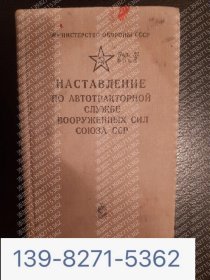 МИНИСТЕРСТВО ОБОРОНЫ СССР
НАСТАВЛЕНИЕ
ПО АВТОТРАКТОРНОЙ
СЛУЖБЕ
ВООРУЖЕННЫХ СИЛ
СОЮЗА ССР
139-8271-5362